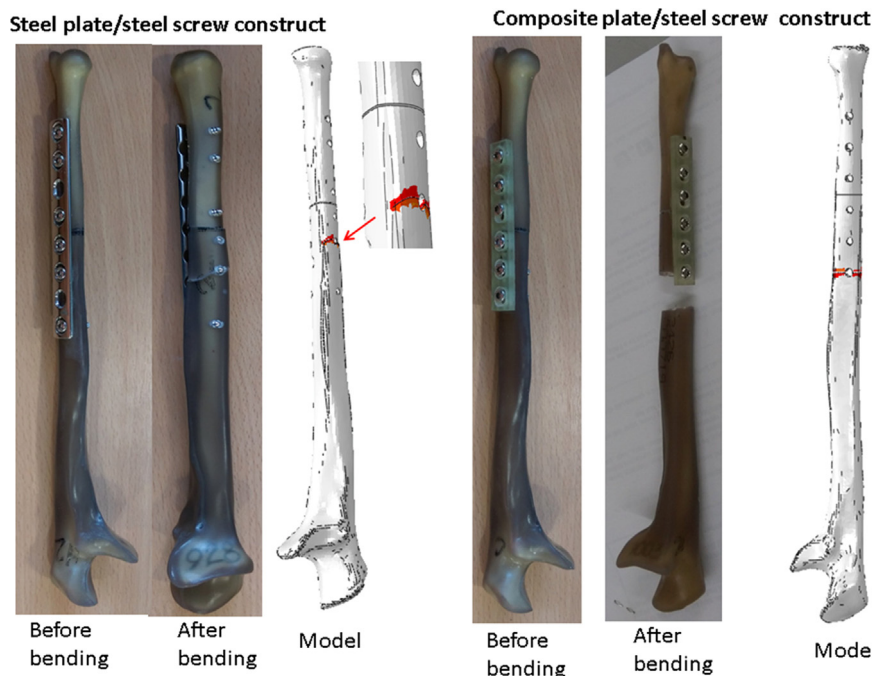 Steel plate/steel screw construct
Composite plate/steel screw construct
Before
bending
After
bending
Model
Before
bending
After
bending
Mode